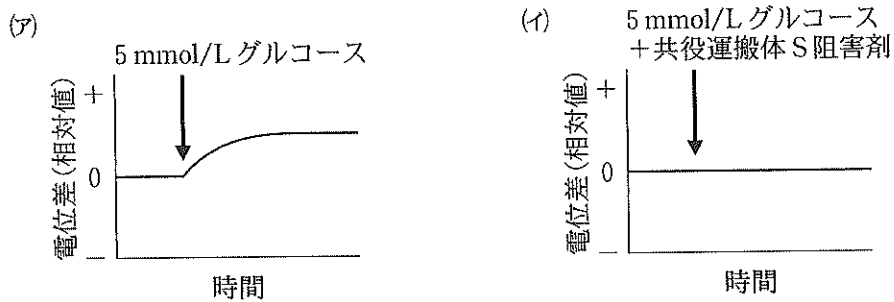 (ア)
5 mmol/L グルコース
電位差(相対値)
+
0
−
時間
(イ)
5 mmol/L グルコース
+共役運搬体 S 阻害剤
電位差(相対値)
+
0
−
時間